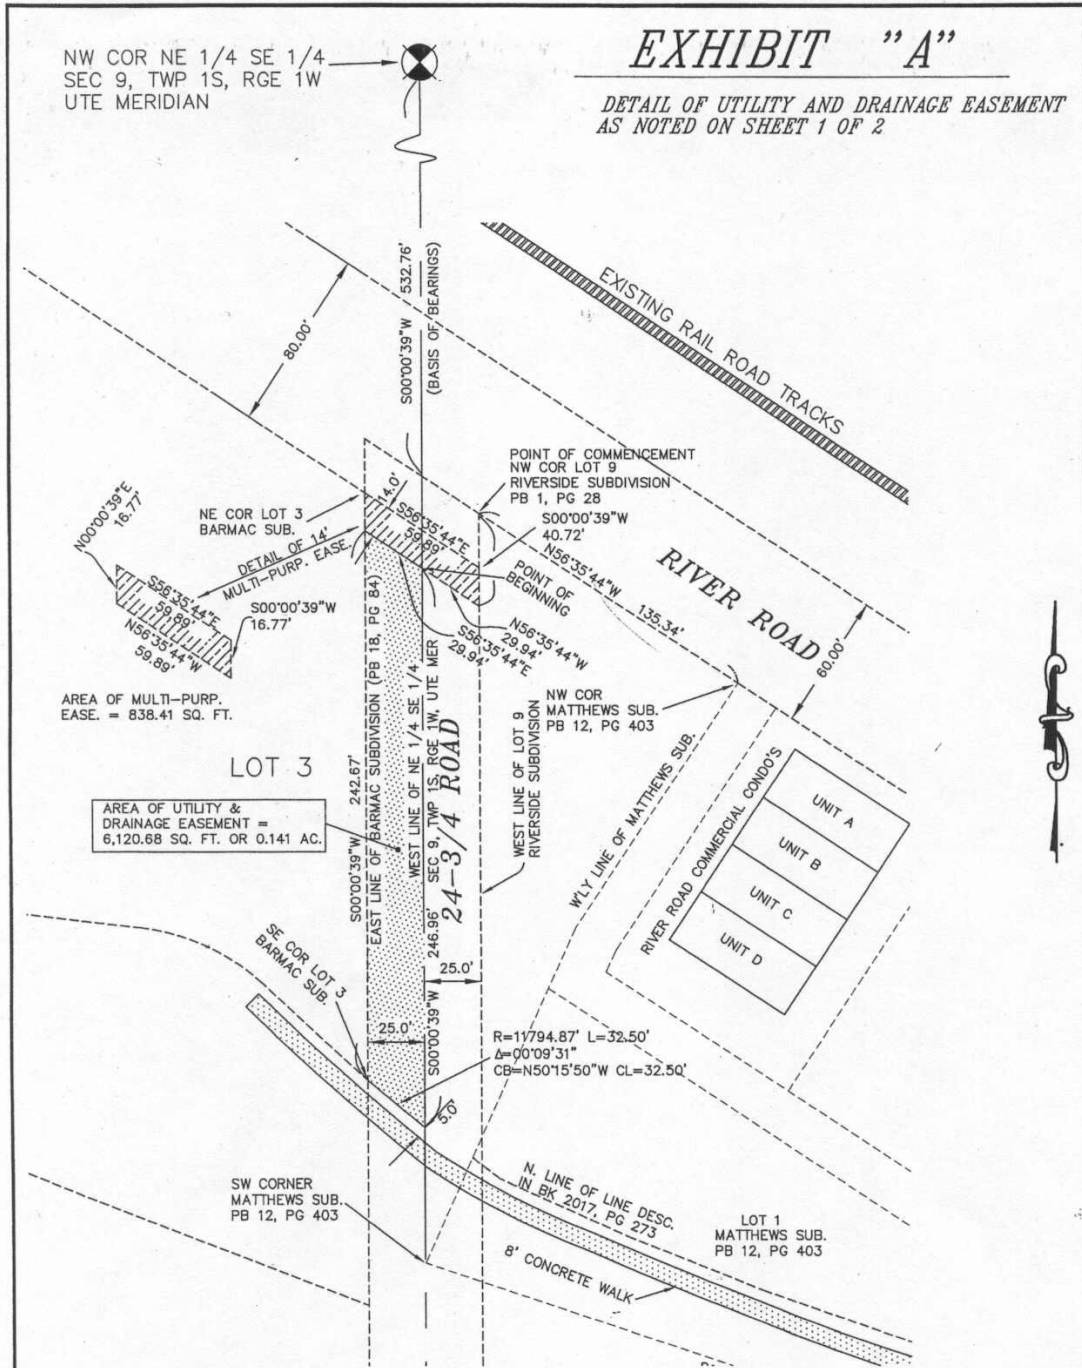 EXHIBIT "A"
DETAIL OF UTILITY AND DRAINAGE EASEMENT
AS NOTED ON SHEET 1 OF 2
NW COR NE 1/4 SE 1/4
SEC 9, TWP 1S, RGE 1W
UTE MERIDIAN
S00°00'39"W 532.76'
(BASIS OF BEARINGS)
EXISTING RAIL ROAD TRACKS
80.00'
POINT OF COMMENCEMENT
NW COR LOT 9
RIVERSIDE SUBDIVISION
PB 1, PG 28
S00°00'39"W
40.72'
NE COR LOT 3
BARMAC SUB.
14.0'
S56°35'44"E
59.89'
N00°00'39"E
16.77'
DETAIL OF 14'
MULTI-PURP. EASE.
S56°35'44"E
59.89'
N56°35'44"W
59.89'
S00°00'39"W
16.77'
AREA OF MULTI-PURP.
EASE. = 838.41 SQ. FT.
POINT OF
BEGINNING
N56°35'44"W
29.94'
S56°35'44"E
29.94'
N56°35'44"W 135.34'
RIVER ROAD
60.00'
NW COR
MATTHEWS SUB.
PB 12, PG 403
LOT 3
AREA OF UTILITY &
DRAINAGE EASEMENT =
6,120.68 SQ. FT. OR 0.141 AC.
S00°00'39"W 242.67'
EAST LINE OF BARMAC SUBDIVISION (PB 18, PG 84)
WEST LINE OF NE 1/4 SE 1/4
SEC 9, TWP 1S, RGE 1W, UTE MER
S00°00'39"W 246.96'
24-3/4 ROAD
WEST LINE OF LOT 9
RIVERSIDE SUBDIVISION
W'LY LINE OF MATTHEWS SUB.
RIVER ROAD COMMERCIAL CONDO'S
UNIT A
UNIT B
UNIT C
UNIT D
SE COR LOT 3
BARMAC SUB.
25.0'
25.0'
R=11794.87' L=32.50'
Δ=00°09'31"
CB=N50°15'50"W CL=32.50'
5.0'
SW CORNER
MATTHEWS SUB.
PB 12, PG 403
N. LINE OF LINE DESC.
IN BK 2017, PG 273
LOT 1
MATTHEWS SUB.
PB 12, PG 403
8' CONCRETE WALK